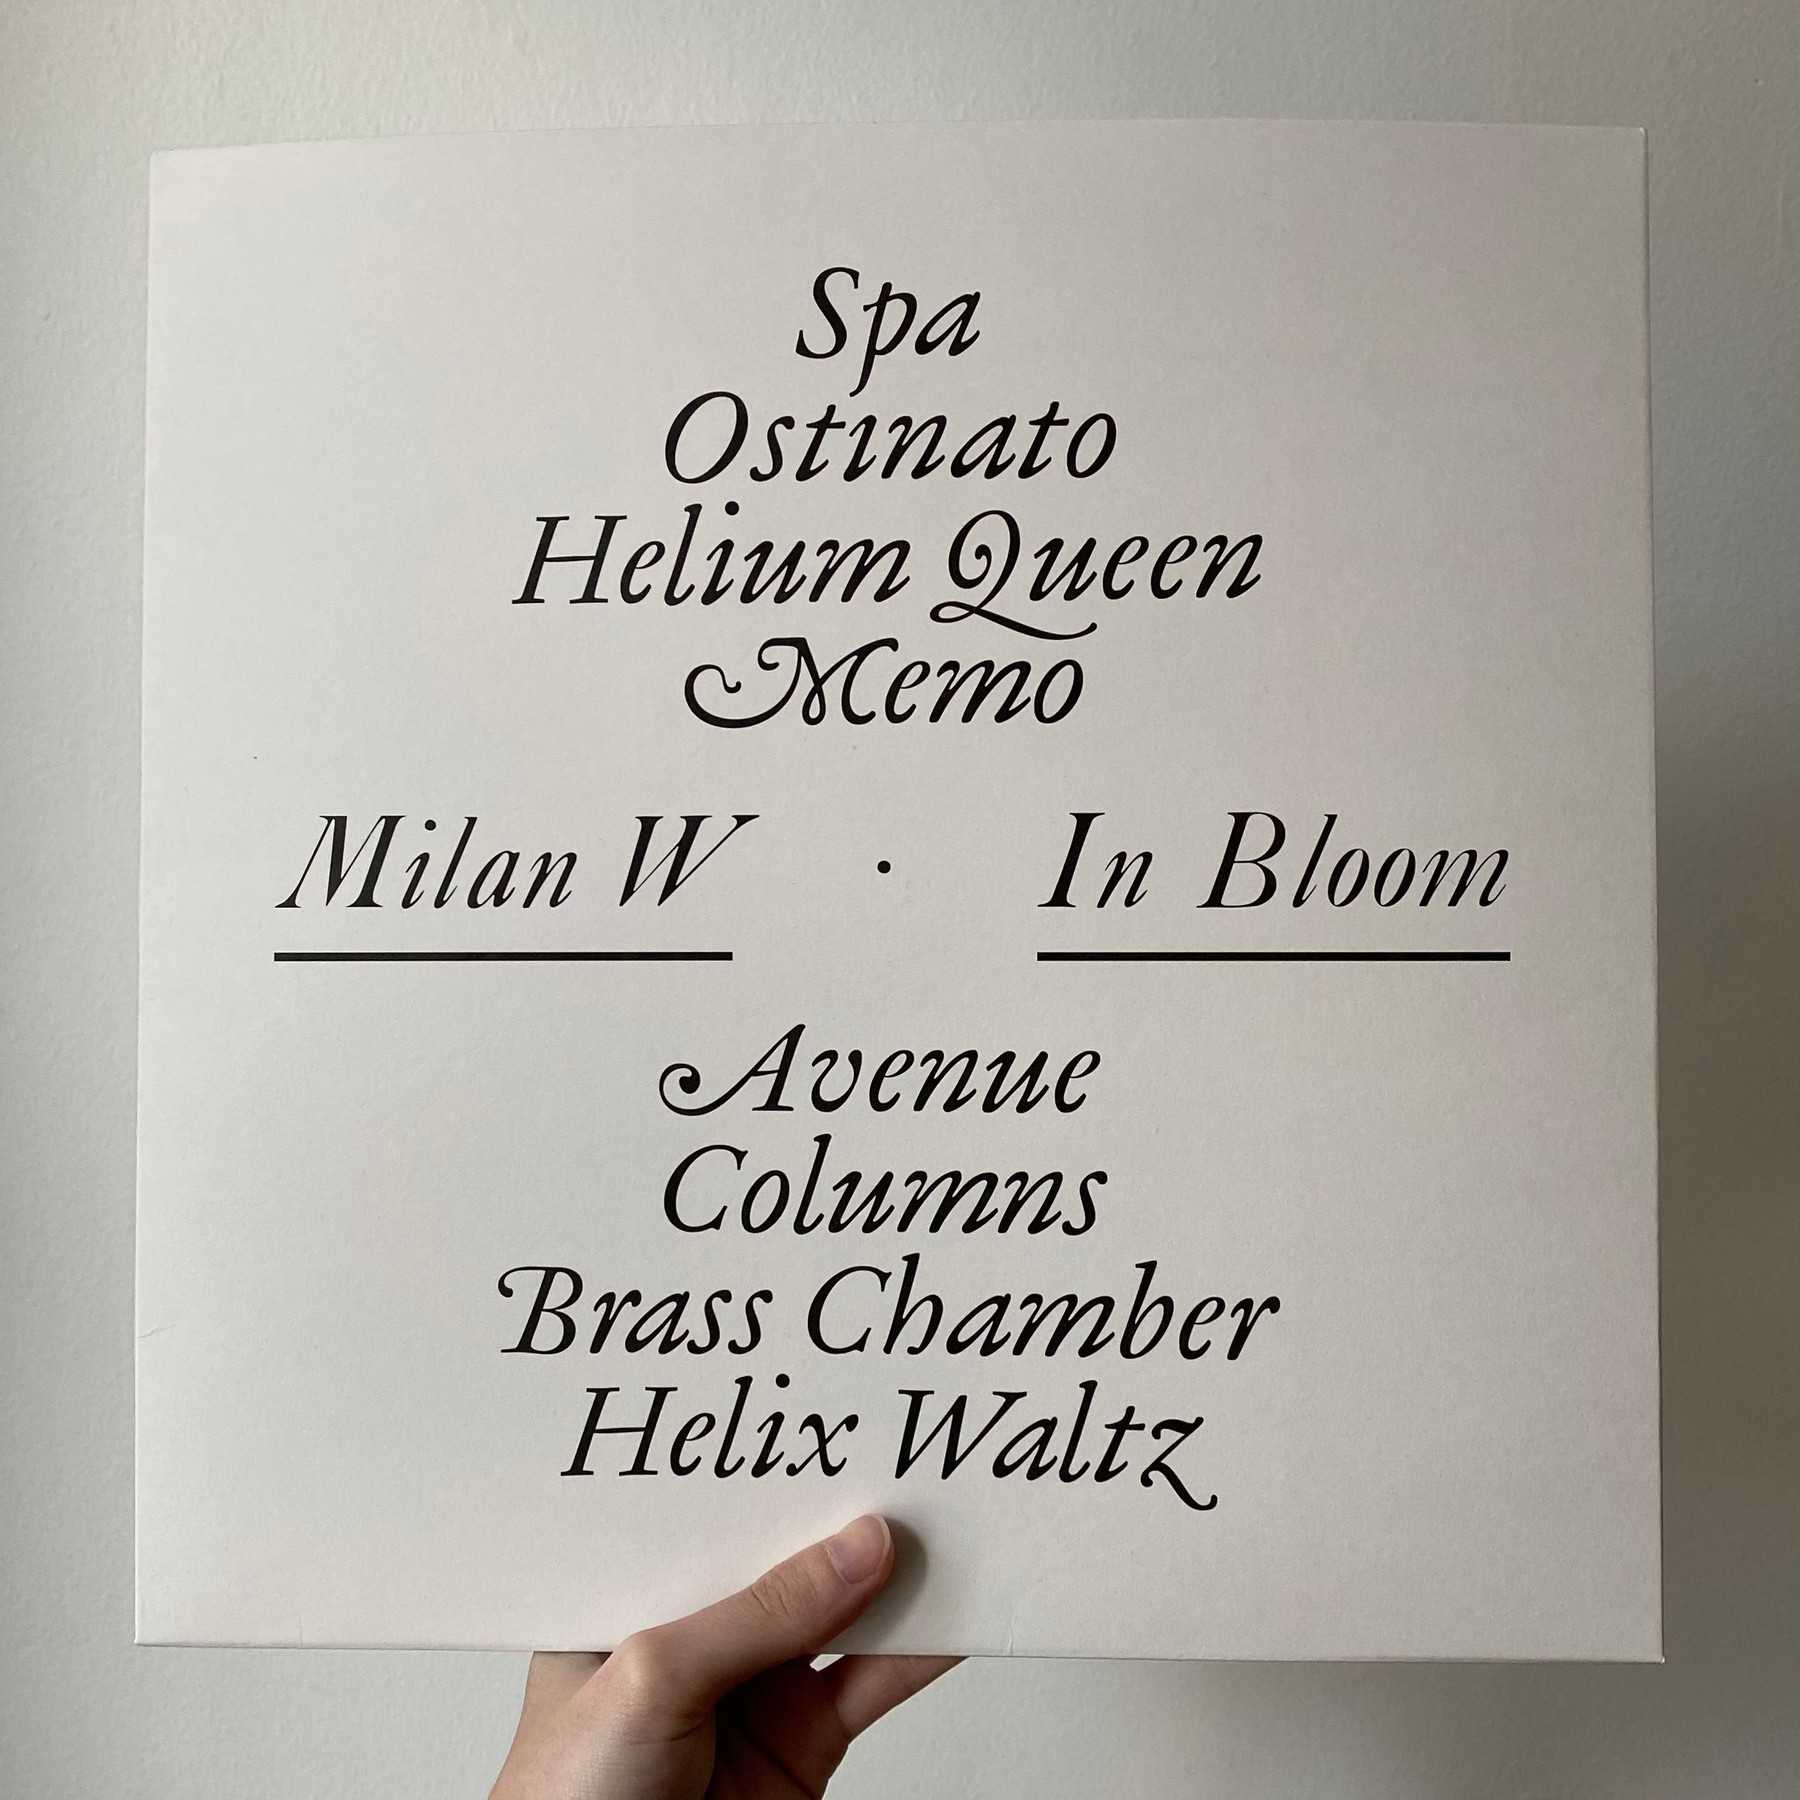 Spa
Ostinato
Helium Queen
Memo
Milan W · In Bloom
Avenue
Columns
Brass Chamber
Helix Waltz